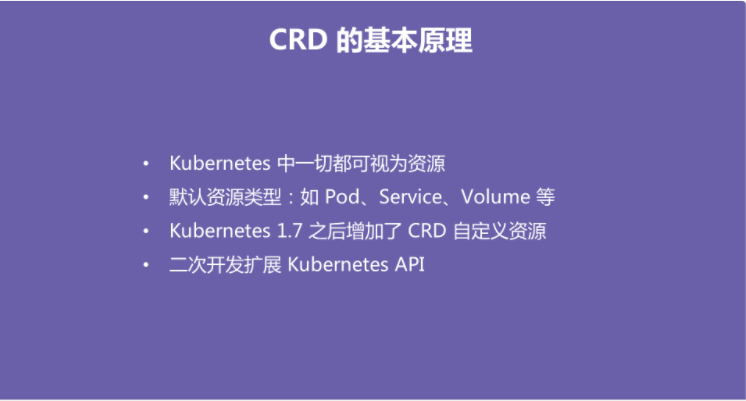 CRD 的基本原理
• Kubernetes 中一切都可视为资源
• 默认资源类型：如 Pod、Service、Volume 等
• Kubernetes 1.7 之后增加了 CRD 自定义资源
• 二次开发扩展 Kubernetes API